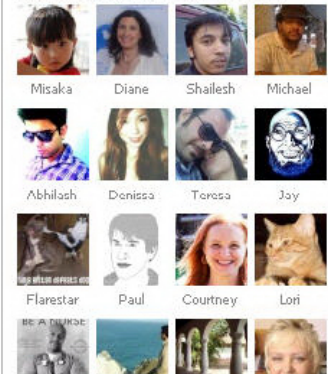 Misaka Diane Shailesh Michael
Abhilash Denissa Teresa Jay
Flarestar Paul Courtney Lori
BE A NURSE